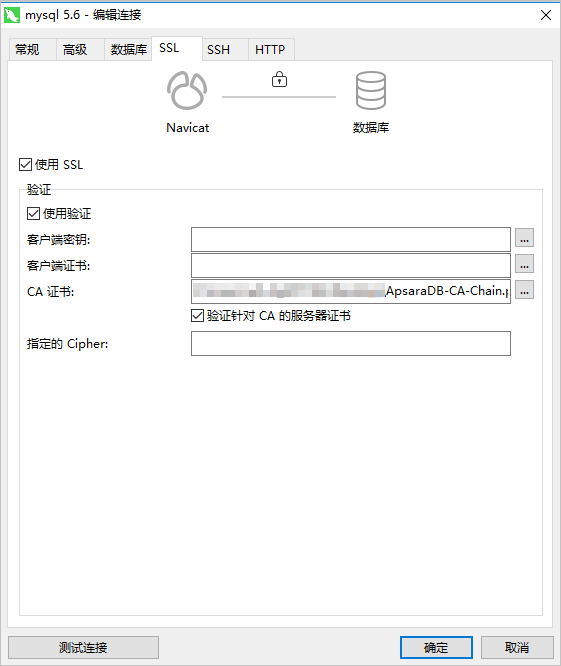 mysql 5.6 - 编辑连接
常规 高级 数据库 SSL SSH HTTP
Navicat 数据库
使用 SSL
验证
使用验证
客户端密钥:
客户端证书:
CA 证书: ApsaraDB-CA-Chain.p
验证针对 CA 的服务器证书
指定的 Cipher:
测试连接 确定 取消